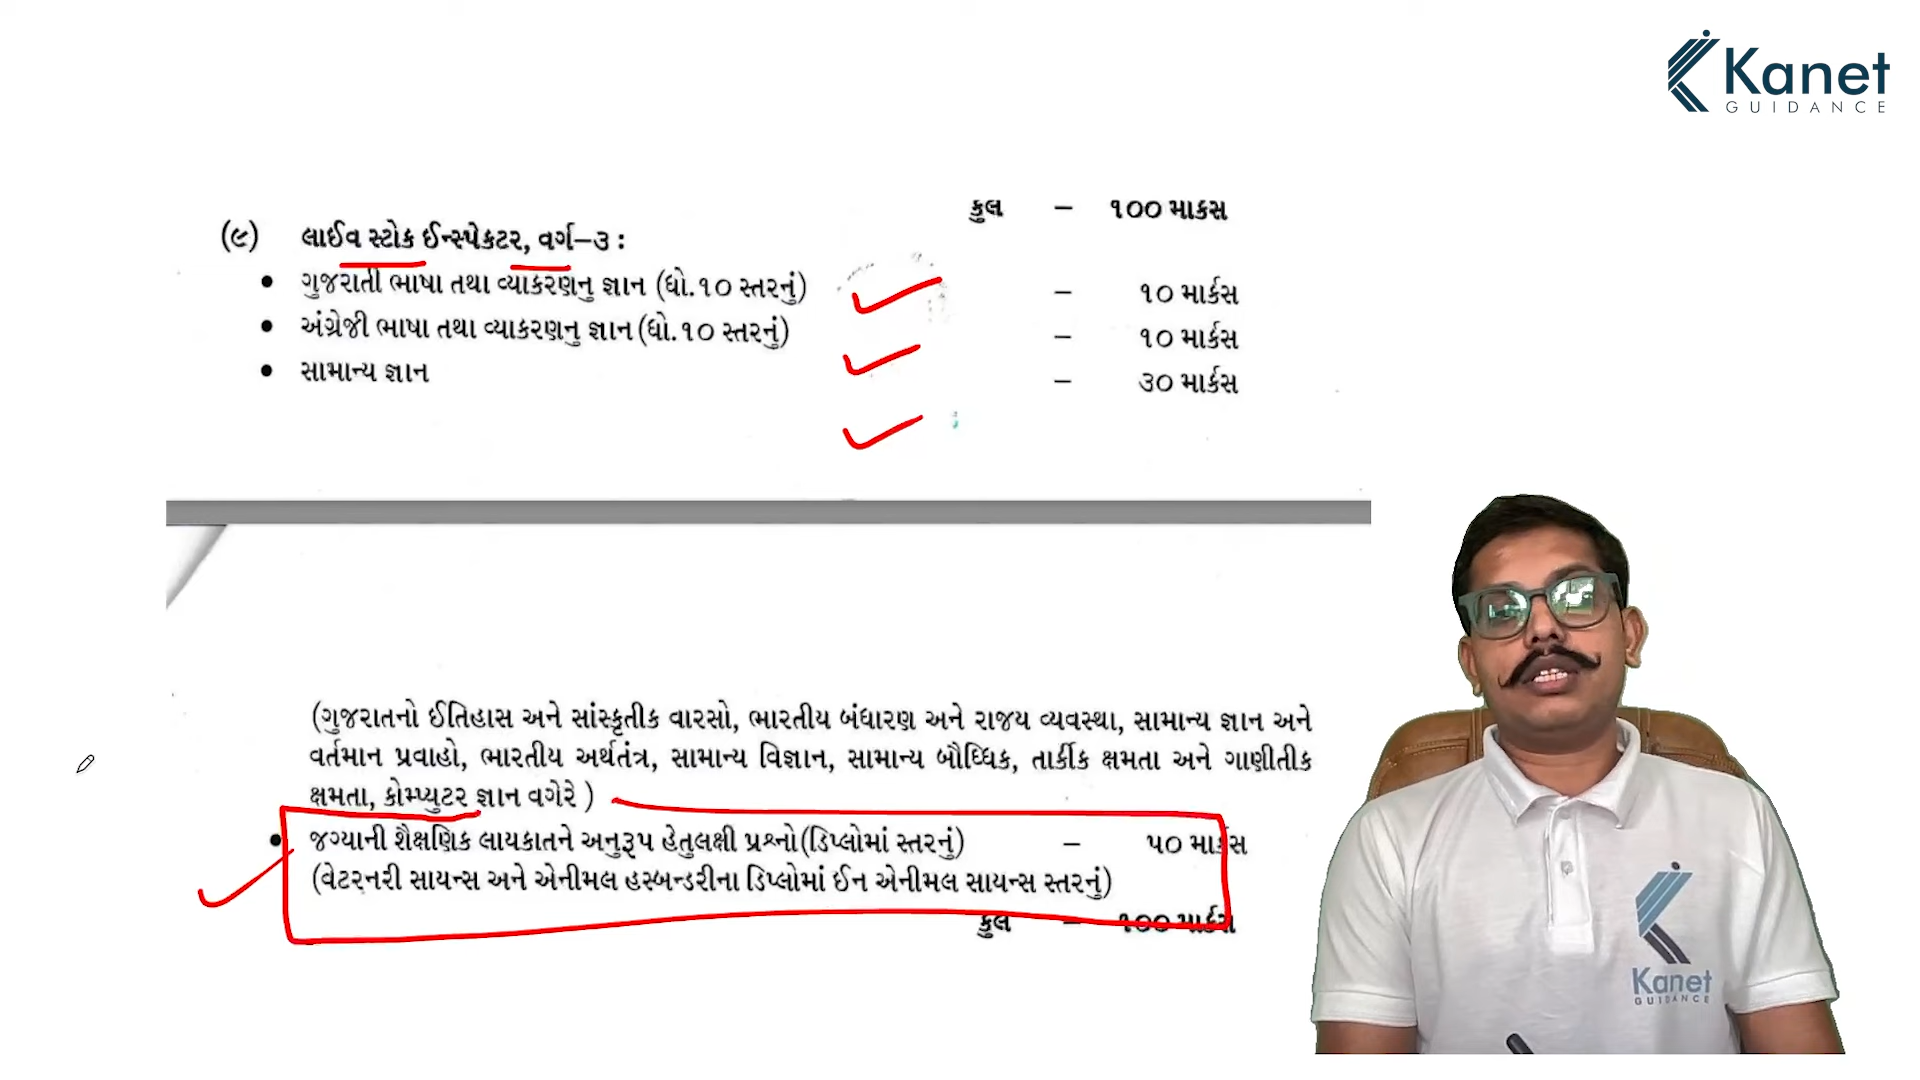 Kanet
GUIDANCE
કુલ – ૧૦૦ માર્કસ
(૯) લાઈવ સ્ટોક ઈન્સ્પેકટર, વર્ગ–૩ :
• ગુજરાતી ભાષા તથા વ્યાકરણનુ જ્ઞાન (ધો.૧૦ સ્તરનું) – ૧૦ માર્કસ
• અંગ્રેજી ભાષા તથા વ્યાકરણનુ જ્ઞાન (ધો.૧૦ સ્તરનું) – ૧૦ માર્કસ
• સામાન્ય જ્ઞાન – ૩૦ માર્કસ
(ગુજરાતનો ઈતિહાસ અને સાંસ્કૃતીક વારસો, ભારતીય બંધારણ અને રાજય વ્યવસ્થા, સામાન્ય જ્ઞાન અને
વર્તમાન પ્રવાહો, ભારતીય અર્થતંત્ર, સામાન્ય વિજ્ઞાન, સામાન્ય બૌધ્ધિક, તાર્કીક ક્ષમતા અને ગાણીતીક
ક્ષમતા, કોમ્પ્યુટર જ્ઞાન વગેરે )
• જગ્યાની શૈક્ષણિક લાયકાતને અનુરૂપ હેતુલક્ષી પ્રશ્નો(ડિપ્લોમાં સ્તરનું) – ૫૦ માર્કસ
(વેટરનરી સાયન્સ અને એનીમલ હસ્બન્ડરીના ડિપ્લોમાં ઈન એનીમલ સાયન્સ સ્તરનું)
કુલ – ૧૦૦ માર્કસ
Kanet
GUIDANCE